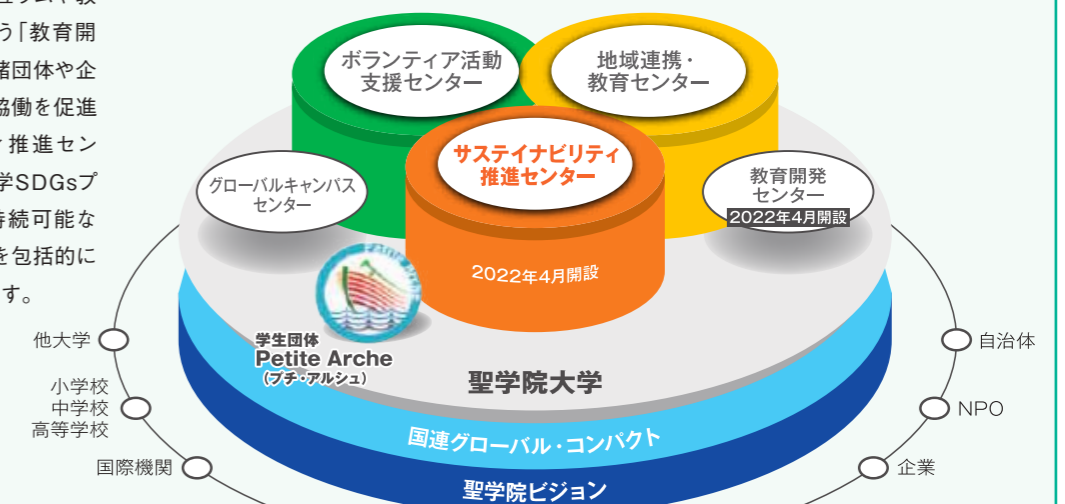 う「教育開
諸団体や企
協働を促進
推進セン
学SDGsプ
持続可能な
を包括的に
す。
ボランティア活動
支援センター
地域連携・
教育センター
サステイナビリティ
推進センター
2022年4月開設
グローバルキャンパス
センター
教育開発
センター
2022年4月開設
学生団体
Petite Arche
(プチ・アルシュ)
聖学院大学
国連グローバル・コンパクト
聖学院ビジョン
他大学
小学校
中学校
高等学校
国際機関
自治体
NPO
企業